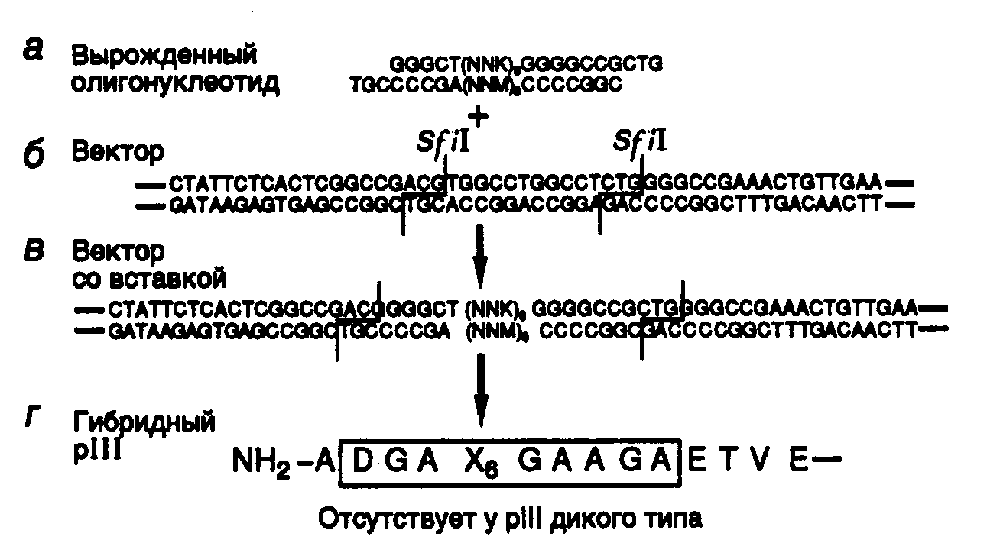 а Вырожденный GGGCT(NNK)₆GGGGCCGCTG
олигонуклеотид TGCCCCGA(NNM)₆CCCCGGC
+
SfiI SfiI
б Вектор
—CTATTCTCACTCGGCCGACGTGGCCTGGCCTCTGGGGCCGAAACTGTTGAA—
—GATAAGAGTGAGCCGGCTGCACCGGACCGGAGACCCCGGCTTTGACAACTT—
в Вектор
со вставкой
—CTATTCTCACTCGGCCGACGGGGCT (NNK)₆ GGGGCCGCTGGGGCCGAAACTGTTGAA—
—GATAAGAGTGAGCCGGCTGCCCCGA (NNM)₆ CCCCGGCGACCCCGGCTTTGACAACTT—
г Гибридный
pIII
NH₂–A D G A X₆ G A A G A E T V E—
Отсутствует у pIII дикого типа